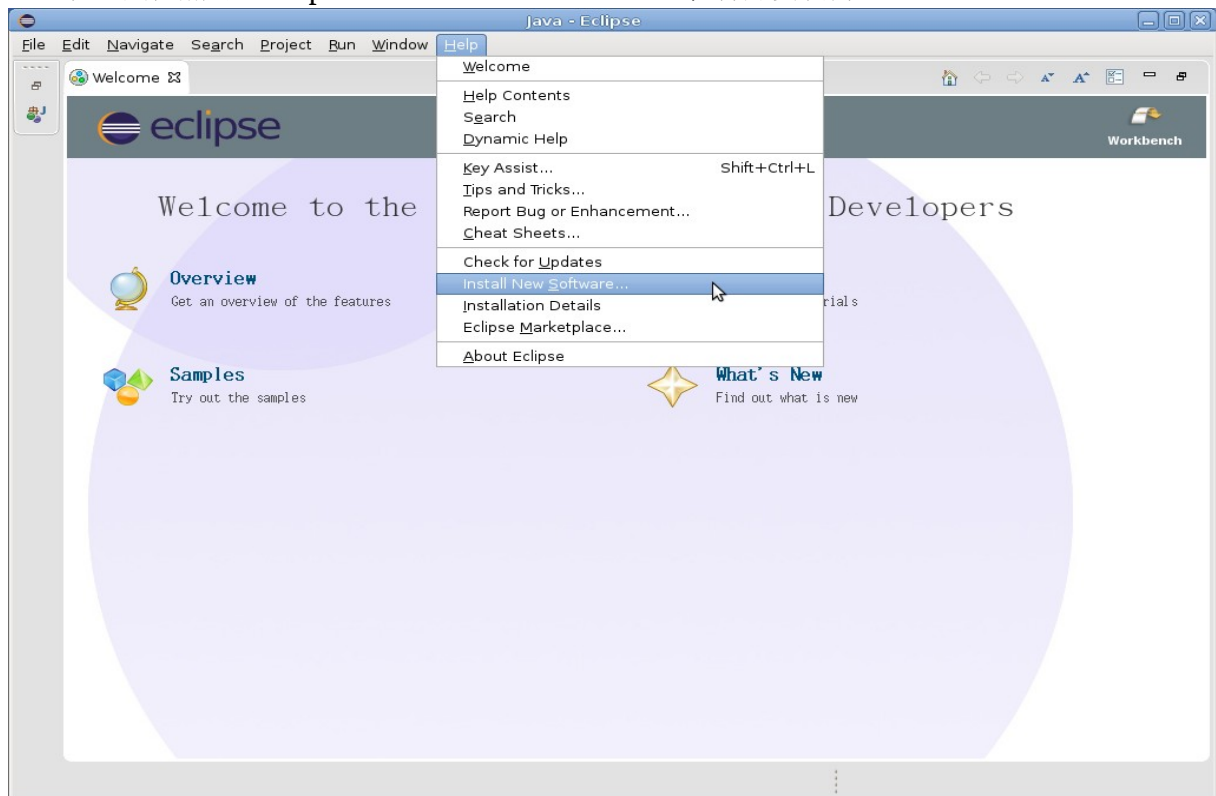 Java - Eclipse
File Edit Navigate Search Project Run Window Help
Welcome
Welcome
Help Contents
Search
Dynamic Help
Key Assist... Shift+Ctrl+L
Tips and Tricks...
Report Bug or Enhancement...
Cheat Sheets...
Check for Updates
Install New Software...
Installation Details
Eclipse Marketplace...
About Eclipse
eclipse
Workbench
Welcome to the Developers
Overview
Get an overview of the features
rials
Samples
Try out the samples
What's New
Find out what is new